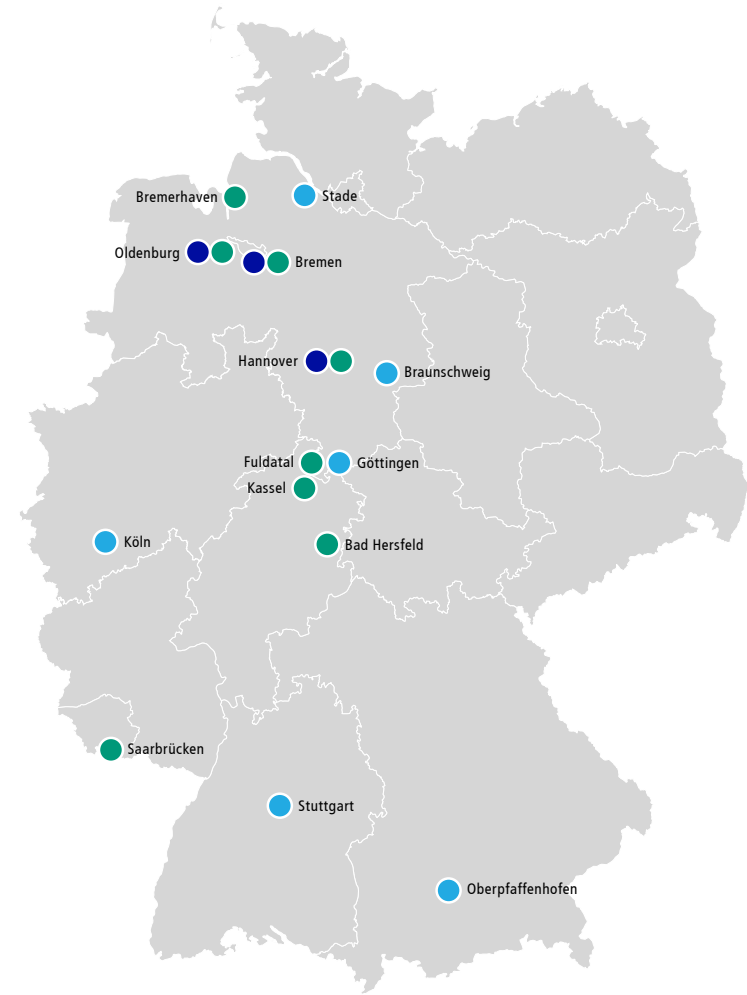 Bremerhaven
Stade
Oldenburg
Bremen
Hannover
Braunschweig
Fuldatal
Göttingen
Kassel
Köln
Bad Hersfeld
Saarbrücken
Stuttgart
Oberpfaffenhofen